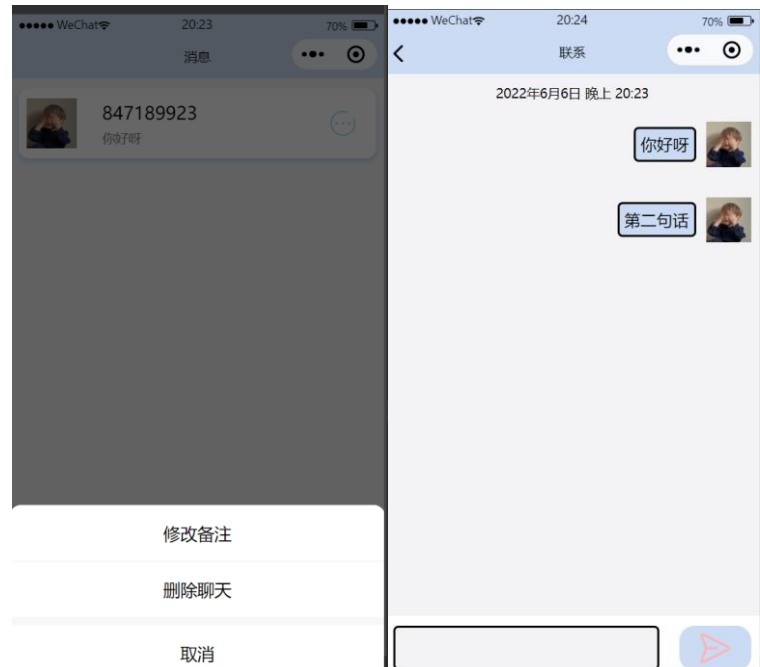 WeChat 20:23 70%
消息
847189923
你好呀
修改备注
删除聊天
取消
WeChat 20:24 70%
联系
2022年6月6日 晚上 20:23
你好呀
第二句话